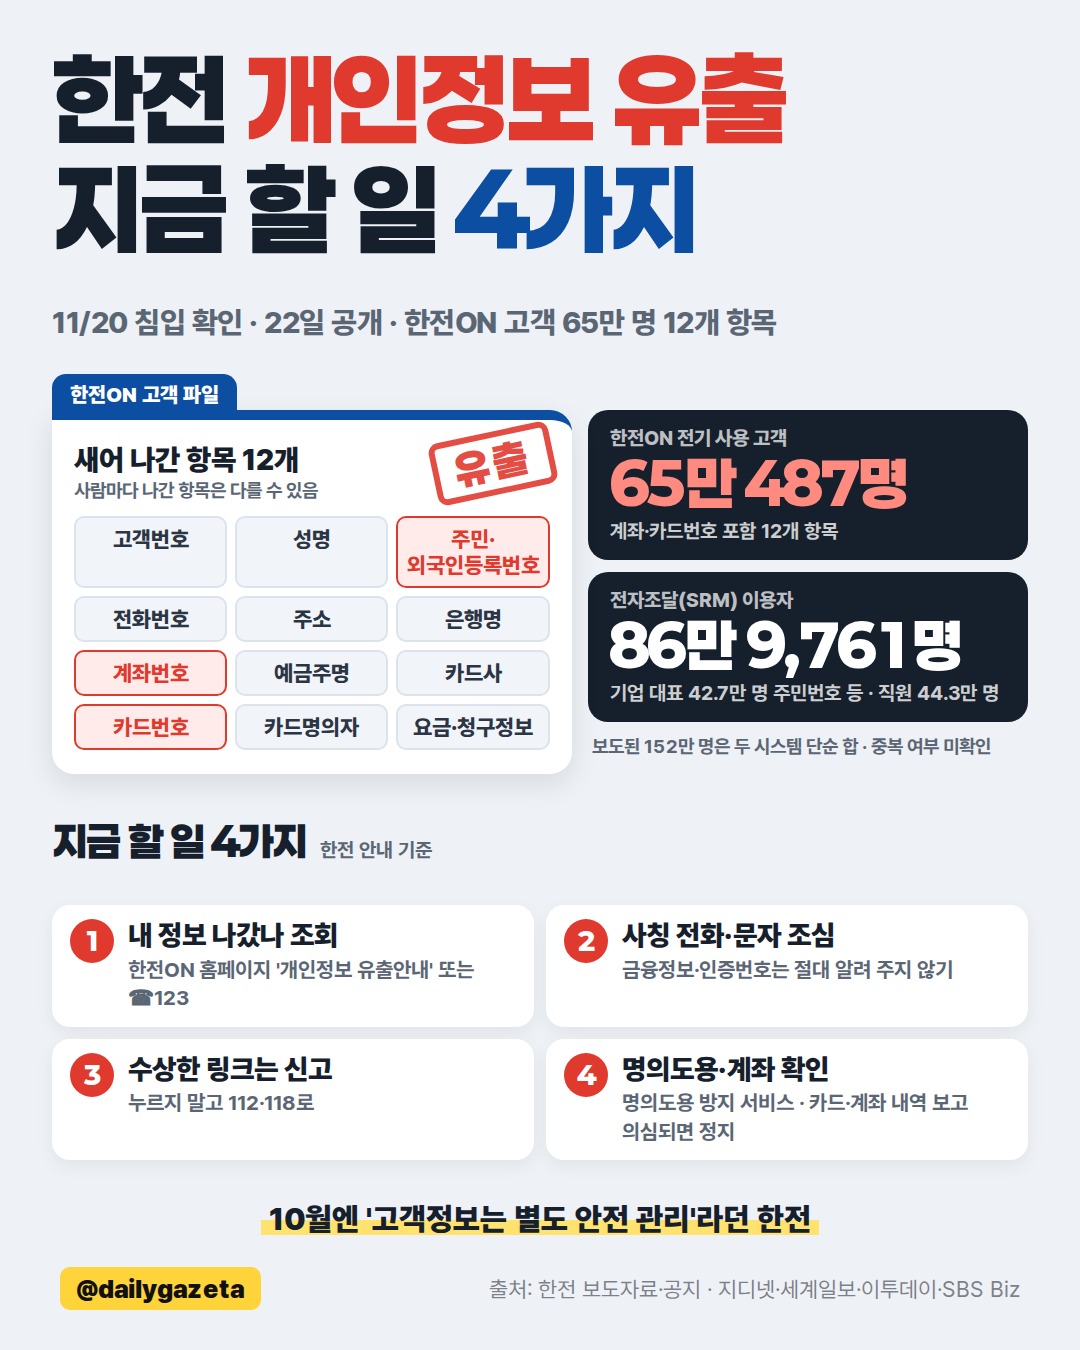 한전 개인정보 유출
지금 할 일 4가지
11/20 침입 확인 · 22일 공개 · 한전ON 고객 65만 명 12개 항목
한전ON 고객 파일
새어 나간 항목 12개
사람마다 나간 항목은 다를 수 있음
유출
고객번호
성명
주민·
외국인등록번호
전화번호
주소
은행명
계좌번호
예금주명
카드사
카드번호
카드명의자
요금·청구정보
한전ON 전기 사용 고객
65만 487명
계좌·카드번호 포함 12개 항목
전자조달(SRM) 이용자
86만 9,761명
기업 대표 42.7만 명 주민번호 등 · 직원 44.3만 명
보도된 152만 명은 두 시스템 단순 합 · 중복 여부 미확인
지금 할 일 4가지 한전 안내 기준
1 내 정보 나갔나 조회
한전ON 홈페이지 '개인정보 유출안내' 또는
☎123
2 사칭 전화·문자 조심
금융정보·인증번호는 절대 알려 주지 않기
3 수상한 링크는 신고
누르지 말고 112·118로
4 명의도용·계좌 확인
명의도용 방지 서비스 · 카드·계좌 내역 보고
의심되면 정지
10월엔 '고객정보는 별도 안전 관리'라던 한전
@dailygazeta
출처: 한전 보도자료·공지 · 지디넷·세계일보·이투데이·SBS Biz